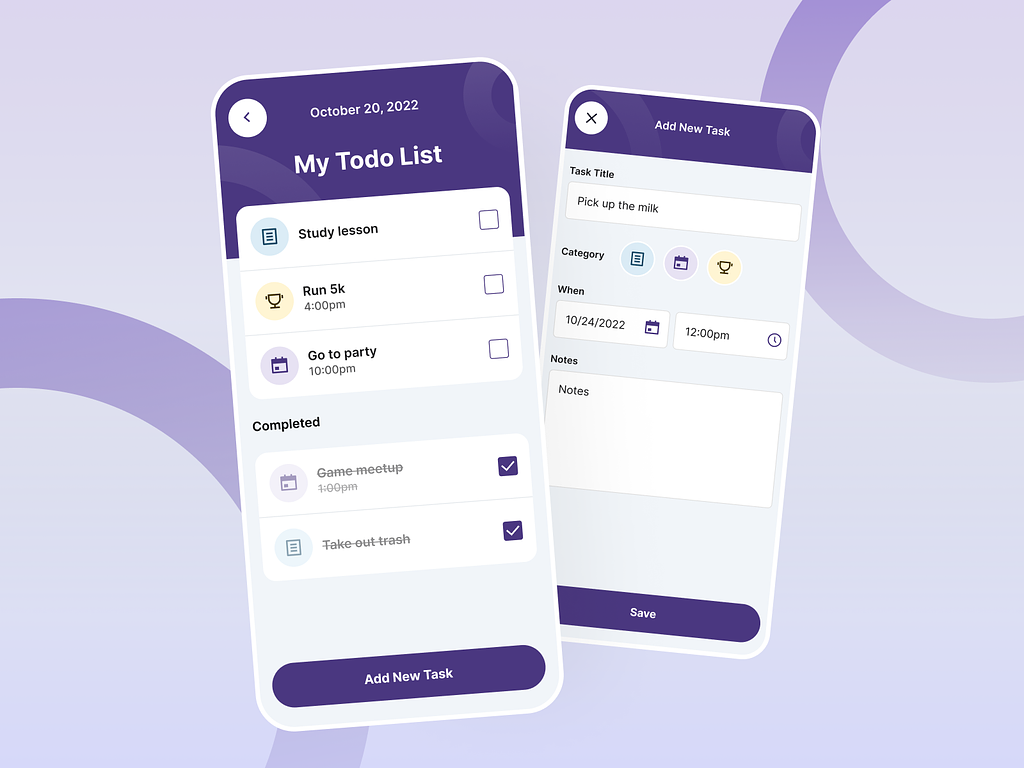 October 20, 2022
My Todo List
Study lesson
Run 5k
4:00pm
Go to party
10:00pm
Completed
Game meetup
1:00pm
Take out trash
Add New Task
Add New Task
Task Title
Pick up the milk
Category
When
10/24/2022
12:00pm
Notes
Notes
Save